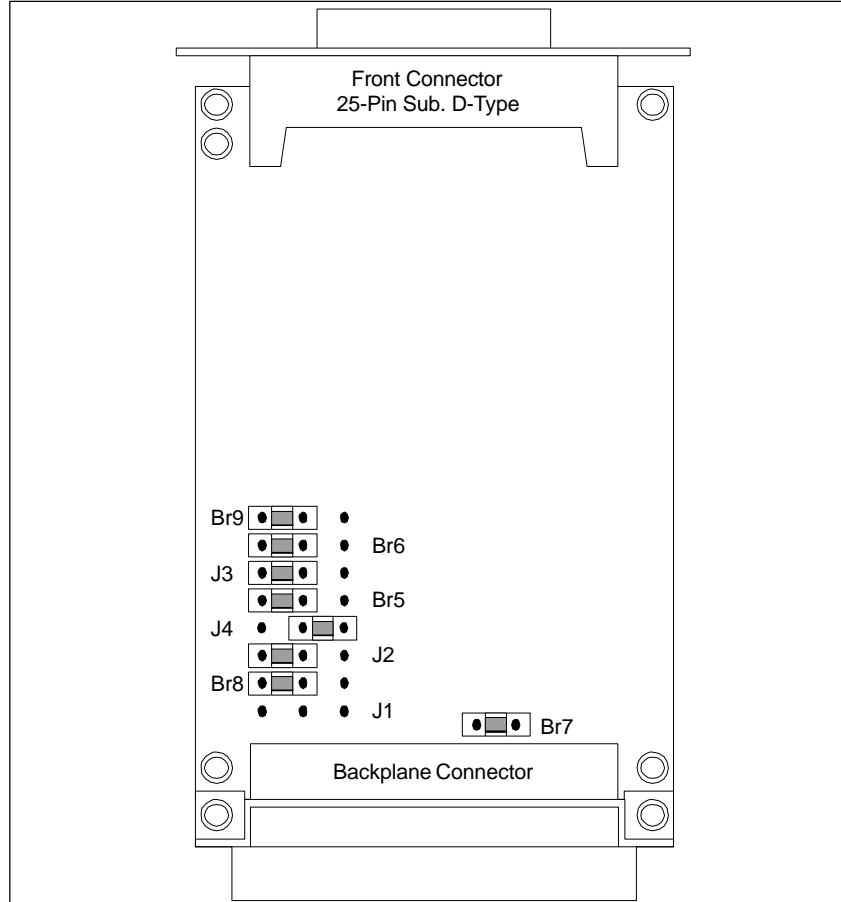 Front Connector
25-Pin Sub. D-Type
Br9
Br6
J3
Br5
J4
J2
Br8
J1
Br7
Backplane Connector